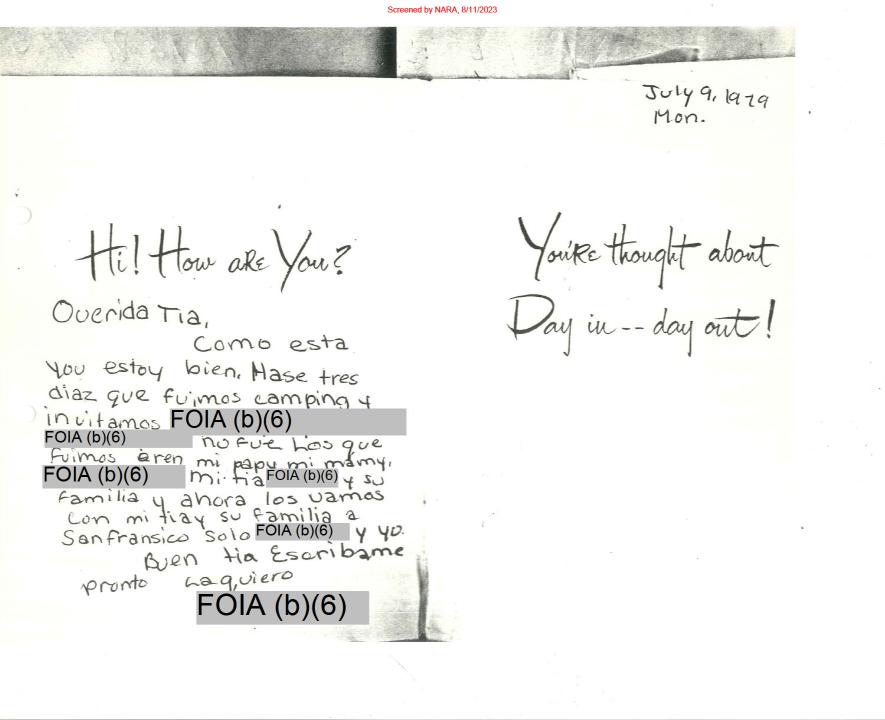 Screened by NARA, 8/11/2023
July 9, 1979
Mon.
Hi! How are You?
Querida Tia,
Como esta
you estoy bien. Hase tres
diaz que fuimos camping y
invitamos FOIA (b)(6)
FOIA (b)(6) no fue Los que
fuimos aren mi papy mi mamy,
FOIA (b)(6) mi tia FOIA (b)(6) y su
familia y ahora los vamos
con mi tia y su familia a
Sanfransico Solo FOIA (b)(6) y yo.
Buen tia Escribame
pronto La quiero
FOIA (b)(6)
You're thought about
Day in -- day out!